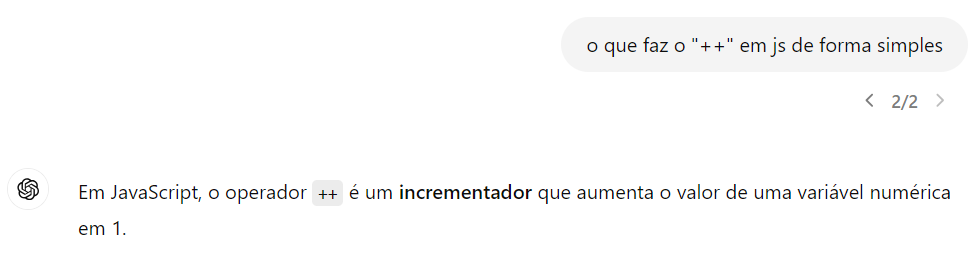 o que faz o "++" em js de forma simples
2/2
Em JavaScript, o operador ++ é um incrementador que aumenta o valor de uma variável numérica
em 1.